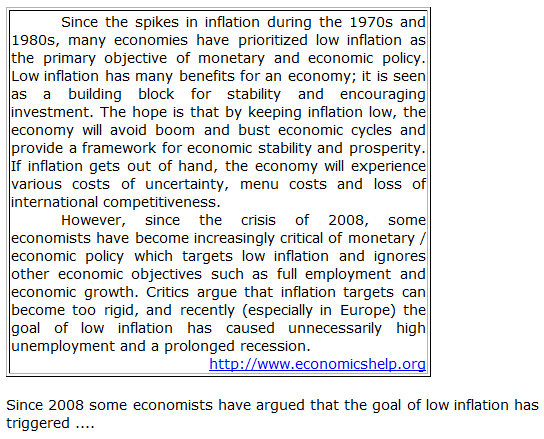 Since the spikes in inflation during the 1970s and
1980s, many economies have prioritized low inflation as
the primary objective of monetary and economic policy.
Low inflation has many benefits for an economy; it is seen
as a building block for stability and encouraging
investment. The hope is that by keeping inflation low, the
economy will avoid boom and bust economic cycles and
provide a framework for economic stability and prosperity.
If inflation gets out of hand, the economy will experience
various costs of uncertainty, menu costs and loss of
international competitiveness.
However, since the crisis of 2008, some
economists have become increasingly critical of monetary /
economic policy which targets low inflation and ignores
other economic objectives such as full employment and
economic growth. Critics argue that inflation targets can
become too rigid, and recently (especially in Europe) the
goal of low inflation has caused unnecessarily high
unemployment and a prolonged recession.
http://www.economicshelp.org
Since 2008 some economists have argued that the goal of low inflation has
triggered ....